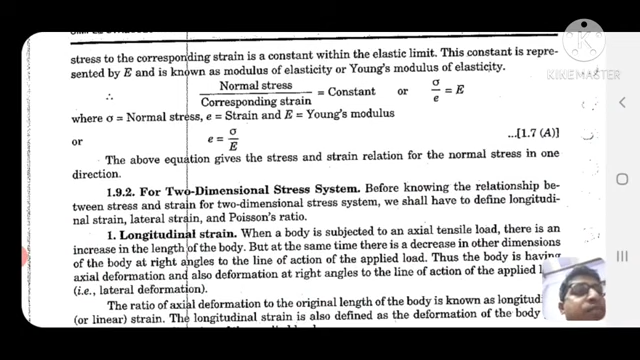 stress to the corresponding strain is a constant within the elastic limit. This constant is repre-
sented by E and is known as modulus of elasticity or Young's modulus of elasticity.
∴ Normal stress / Corresponding strain = Constant or σ/e = E
where σ = Normal stress, e = Strain and E = Young's modulus
or e = σ/E ...[1.7 (A)]
The above equation gives the stress and strain relation for the normal stress in one
direction.
1.9.2. For Two-Dimensional Stress System. Before knowing the relationship be-
tween stress and strain for two-dimensional stress system, we shall have to define longitudi-
nal strain, lateral strain, and Poisson's ratio.
1. Longitudinal strain. When a body is subjected to an axial tensile load, there is an
increase in the length of the body. But at the same time there is a decrease in other dimensions
of the body at right angles to the line of action of the applied load. Thus the body is having
axial deformation and also deformation at right angles to the line of action of the applied
(i.e., lateral deformation).
The ratio of axial deformation to the original length of the body is known as
(or linear) strain. The longitudinal strain is also defined as the deformation of the body
Made with
KINEMASTER